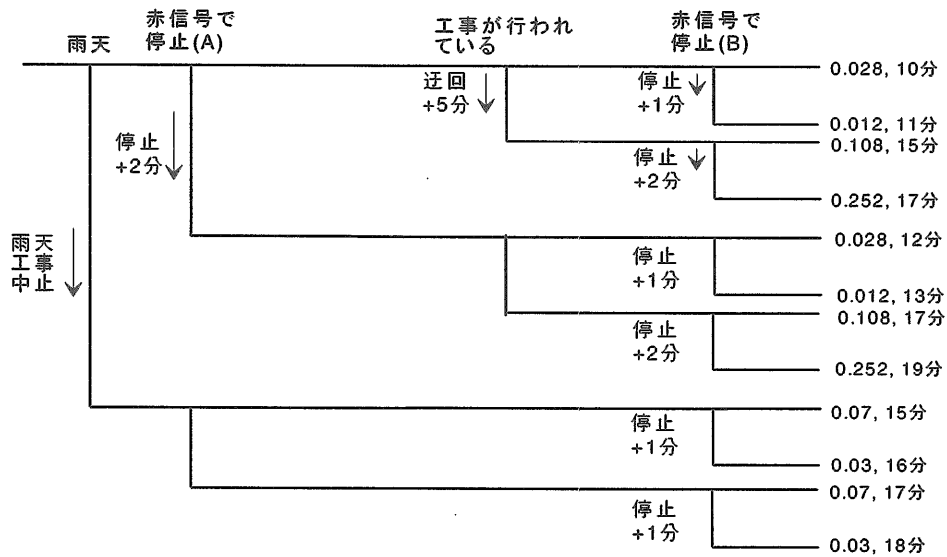 雨天
赤信号で
停止(A)
工事が行われ
ている
赤信号で
停止(B)
迂回
+5分
停止
+1分
0.028, 10分
0.012, 11分
停止
+2分
停止
+2分
0.108, 15分
0.252, 17分
雨天
工事
中止
停止
+1分
0.028, 12分
0.012, 13分
停止
+2分
0.108, 17分
0.252, 19分
停止
+1分
0.07, 15分
0.03, 16分
停止
+1分
0.07, 17分
0.03, 18分